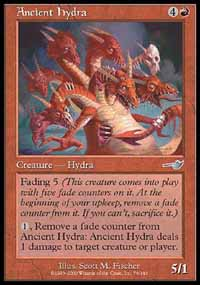 Ancient Hydra 4
Creature — Hydra
Fading 5 (This creature comes into play
with five fade counters on it. At the
beginning of your upkeep, remove a fade
counter from it. If you can't, sacrifice it.)
1, Remove a fade counter from
Ancient Hydra: Ancient Hydra deals
1 damage to target creature or player.
Illus. Scott M. Fischer
5/1